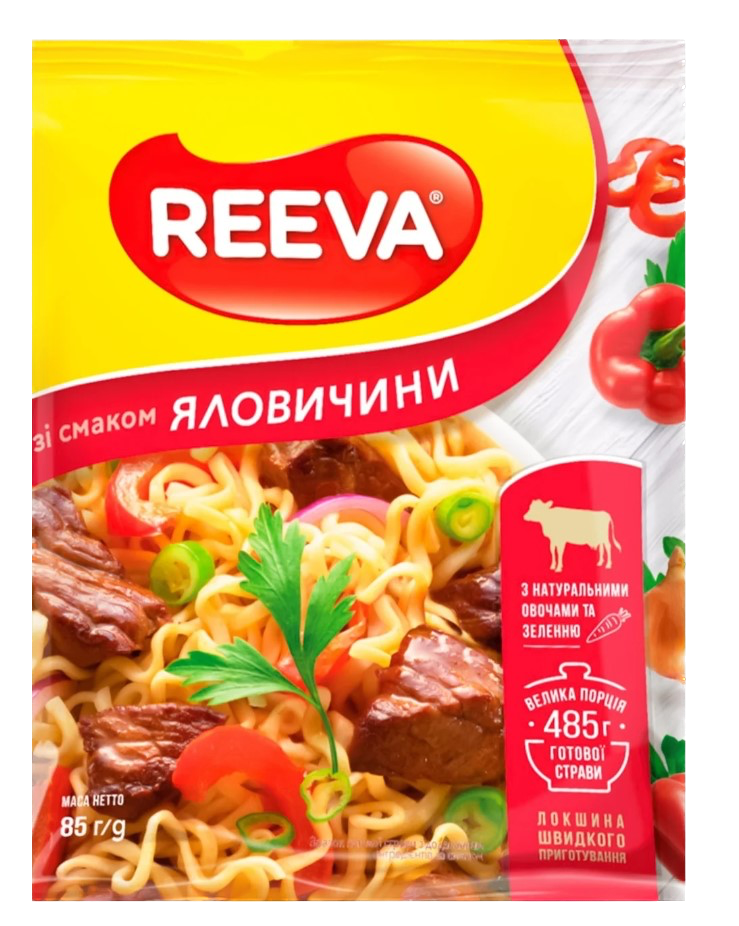 REEVA®
зі смаком ЯЛОВИЧИНИ
З НАТУРАЛЬНИМИ
ОВОЧАМИ ТА
ЗЕЛЕННЮ
ВЕЛИКА ПОРЦІЯ
485г
ГОТОВОЇ
СТРАВИ
МАСА НЕТТО
85 г/g
ЛОКШИНА
ШВИДКОГО
ПРИГОТУВАННЯ